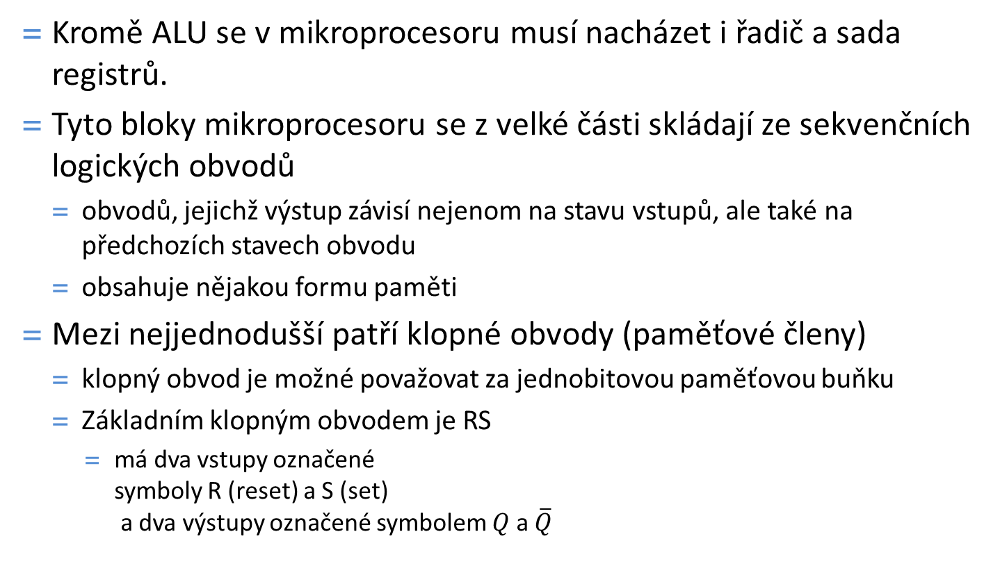 = Kromě ALU se v mikroprocesoru musí nacházet i řadič a sada
registrů.
= Tyto bloky mikroprocesoru se z velké části skládají ze sekvenčních
logických obvodů
= obvodů, jejichž výstup závisí nejenom na stavu vstupů, ale také na
předchozích stavech obvodu
= obsahuje nějakou formu paměti
= Mezi nejjednodušší patří klopné obvody (paměťové členy)
= klopný obvod je možné považovat za jednobitovou paměťovou buňku
= Základním klopným obvodem je RS
= má dva vstupy označené
symboly R (reset) a S (set)
a dva výstupy označené symbolem Q a Q̅